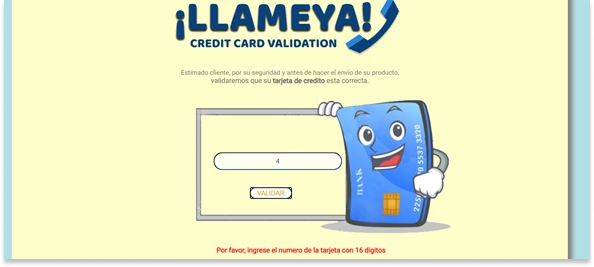 ¡LLAMEYA!
CREDIT CARD VALIDATION
Estimado cliente, por su seguridad y antes de hacer el envio de su producto,
validaremos que su tarjeta de credito esta correcta.
4
VALIDAR
BANK
5537 3320
Por favor, ingrese el numero de la tarjeta con 16 digitos